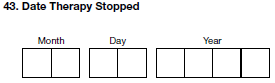 43. Date Therapy Stopped
Month Day Year